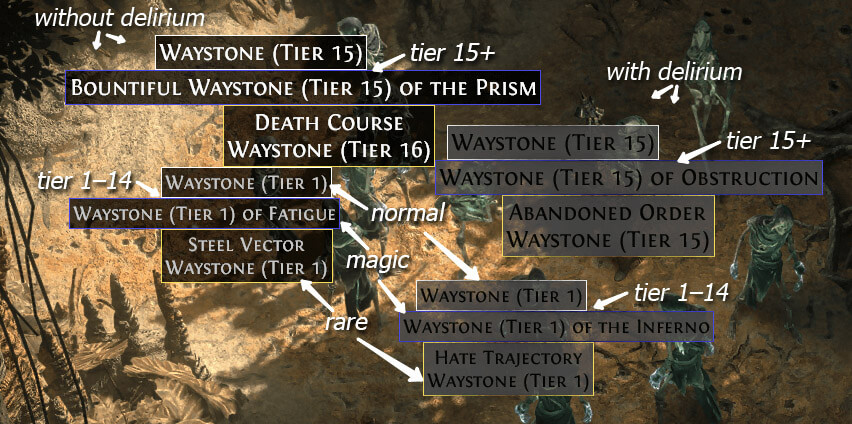 without delirium
WAYSTONE (TIER 15)
tier 15+
BOUNTIFUL WAYSTONE (TIER 15) OF THE PRISM
DEATH COURSE
WAYSTONE (TIER 16)
tier 1–14
WAYSTONE (TIER 1)
WAYSTONE (TIER 1) OF FATIGUE
STEEL VECTOR
WAYSTONE (TIER 1)
normal
magic
rare
with delirium
WAYSTONE (TIER 15)
tier 15+
WAYSTONE (TIER 15) OF OBSTRUCTION
ABANDONED ORDER
WAYSTONE (TIER 15)
WAYSTONE (TIER 1)
tier 1–14
WAYSTONE (TIER 1) OF THE INFERNO
HATE TRAJECTORY
WAYSTONE (TIER 1)